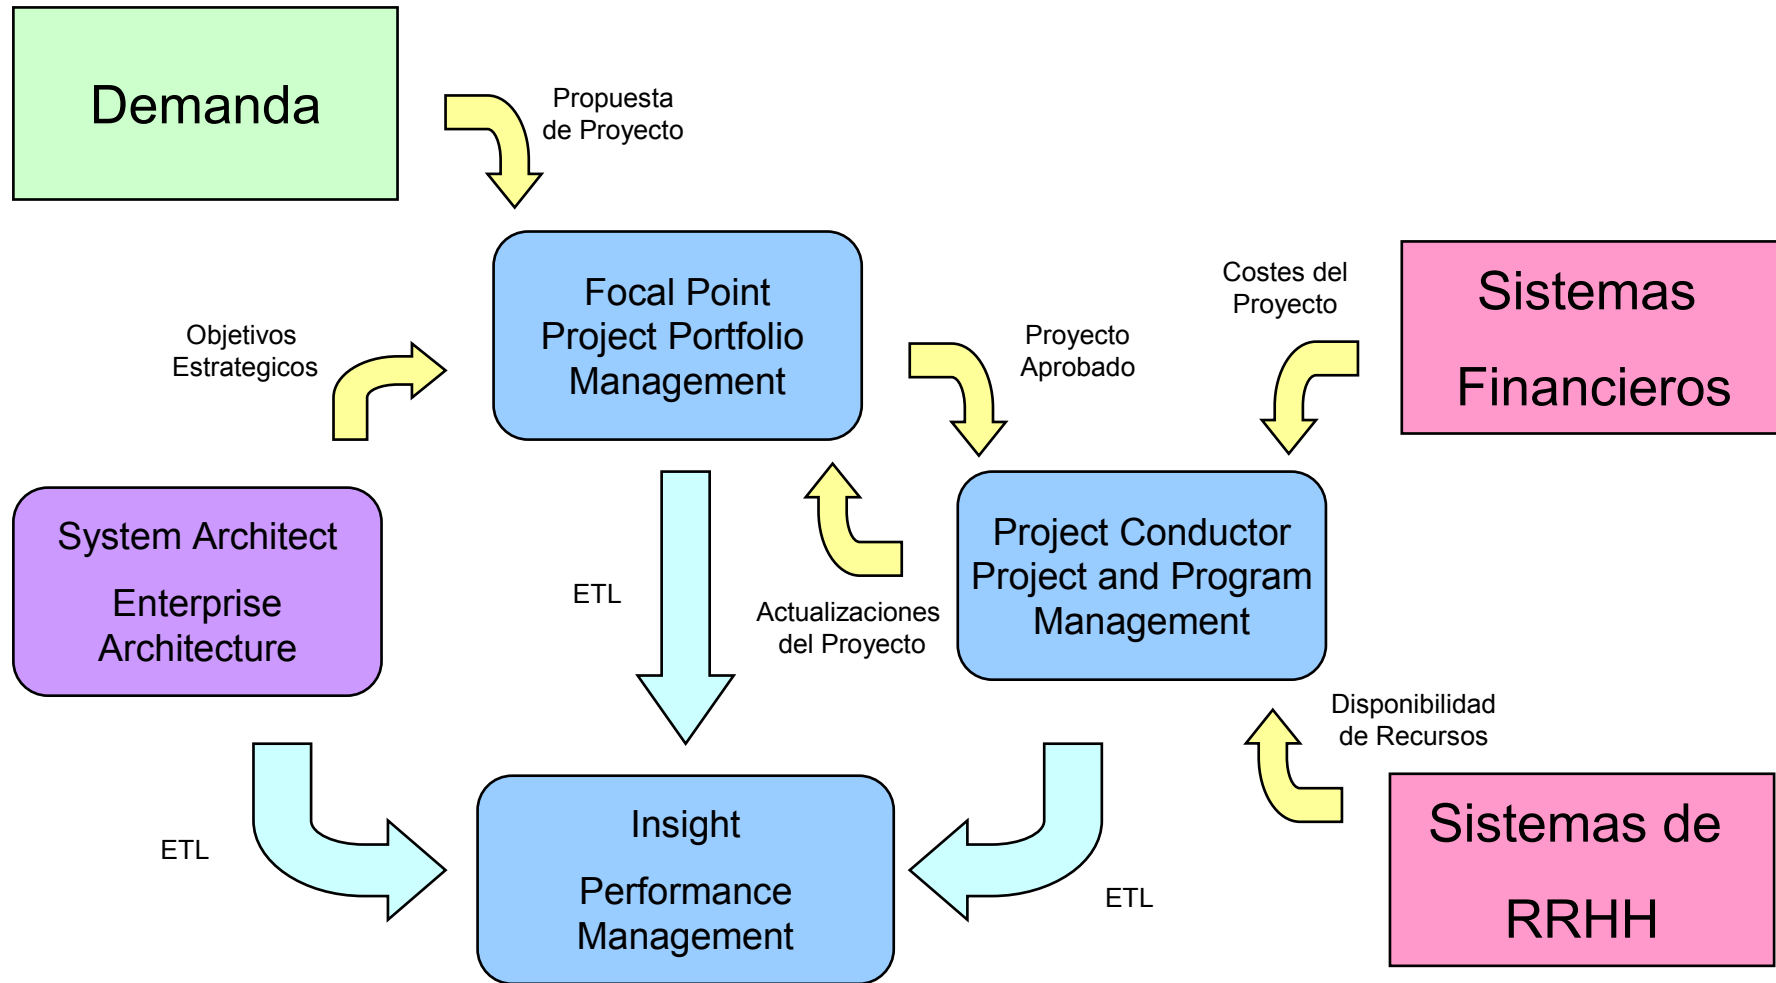 Demanda
Propuesta
de Proyecto
Focal Point
Project Portfolio
Management
Costes del
Proyecto
Sistemas
Financieros
Objetivos
Estrategicos
Proyecto
Aprobado
System Architect
Enterprise
Architecture
ETL
Actualizaciones
del Proyecto
Project Conductor
Project and Program
Management
Disponibilidad
de Recursos
ETL
Insight
Performance
Management
ETL
Sistemas de
RRHH